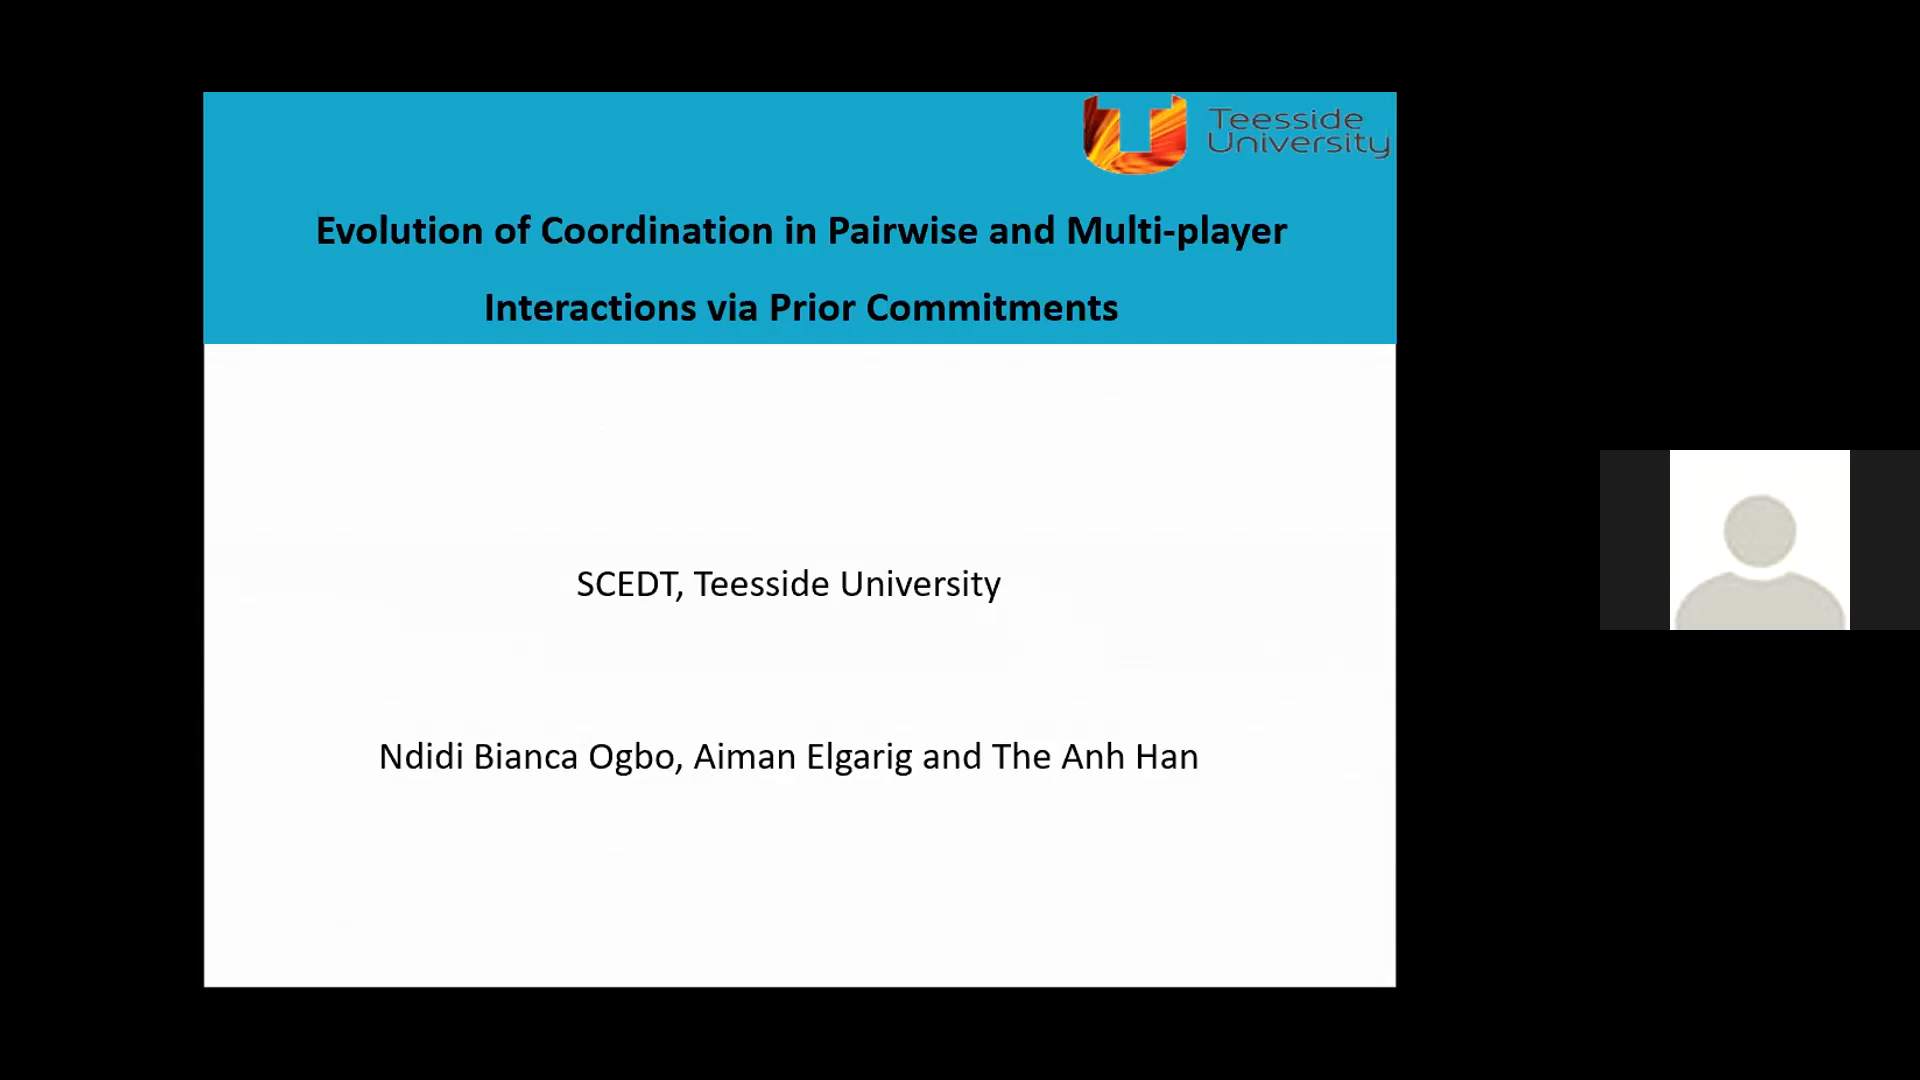 Teesside
University
Evolution of Coordination in Pairwise and Multi-player
Interactions via Prior Commitments
SCEDT, Teesside University
Ndidi Bianca Ogbo, Aiman Elgarig and The Anh Han